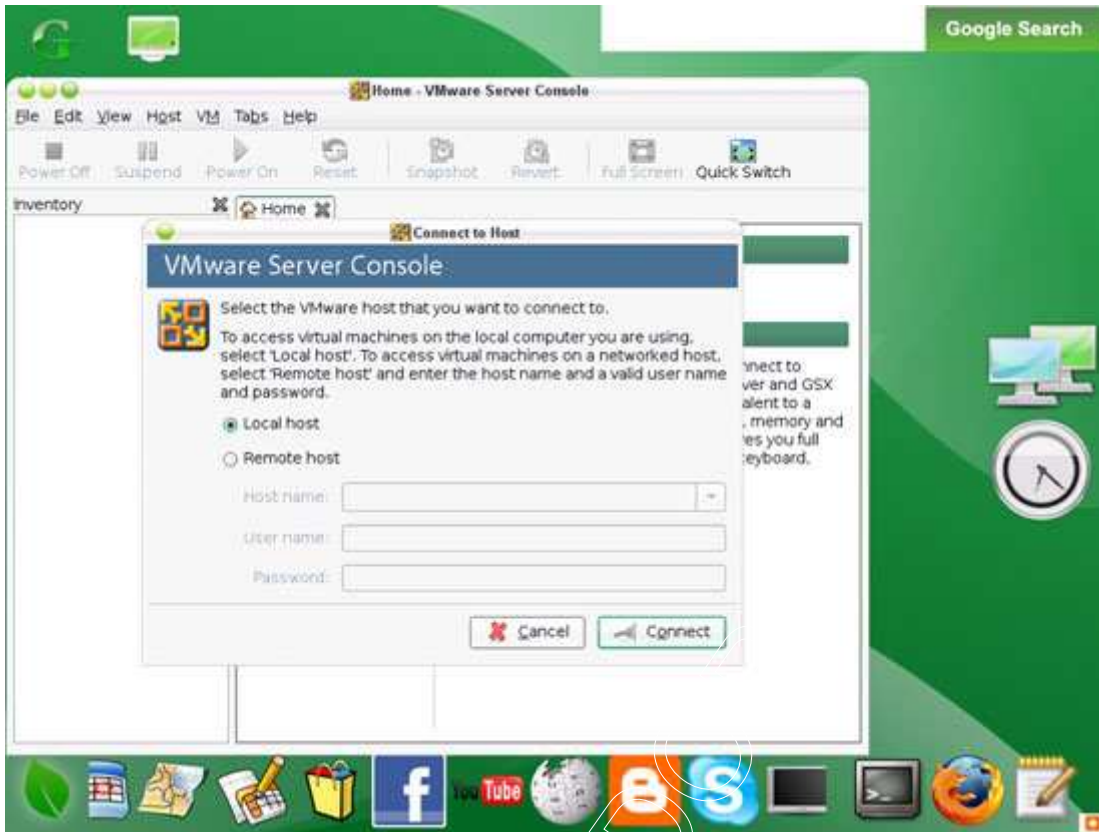 Google Search
Home - VMware Server Console
File Edit View Host VM Tabs Help
Power Off Suspend Power On Reset Snapshot Revert Full Screen Quick Switch
Inventory
Home
Connect to Host
VMware Server Console
Select the VMware host that you want to connect to.
To access virtual machines on the local computer you are using,
select 'Local host'. To access virtual machines on a networked host,
select 'Remote host' and enter the host name and a valid user name
and password.
Local host
Remote host
Host name:
User name:
Password:
Cancel Connect
nnect to
ver and GSX
alent to a
, memory and
es you full
eyboard,
You Tube